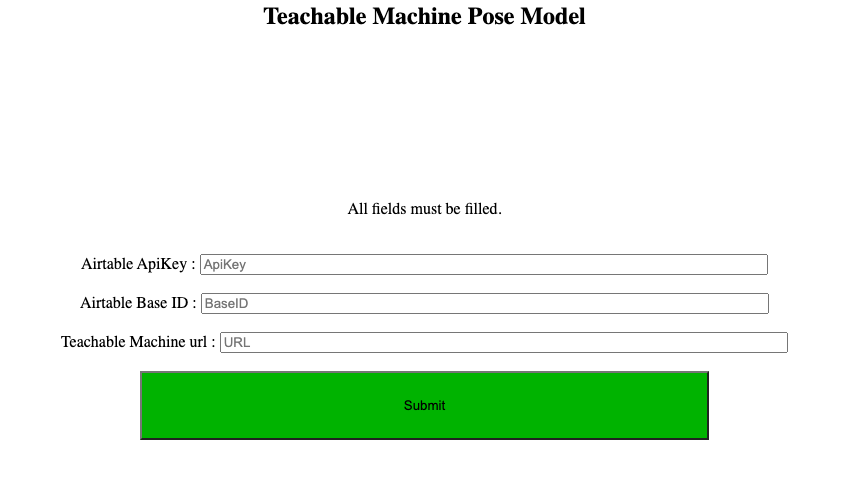 Teachable Machine Pose Model
All fields must be filled.
Airtable ApiKey : ApiKey
Airtable Base ID : BaseID
Teachable Machine url : URL
Submit